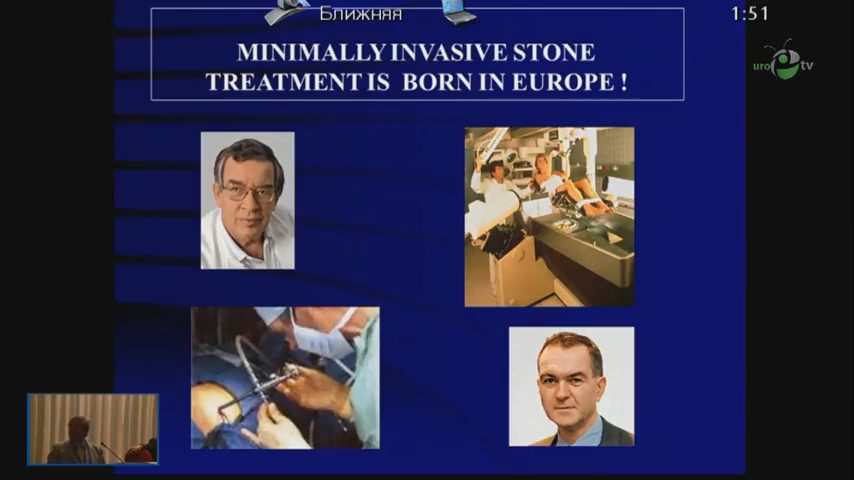 Ближняя
1:51
MINIMALLY INVASIVE STONE
TREATMENT IS BORN IN EUROPE !
uro tv